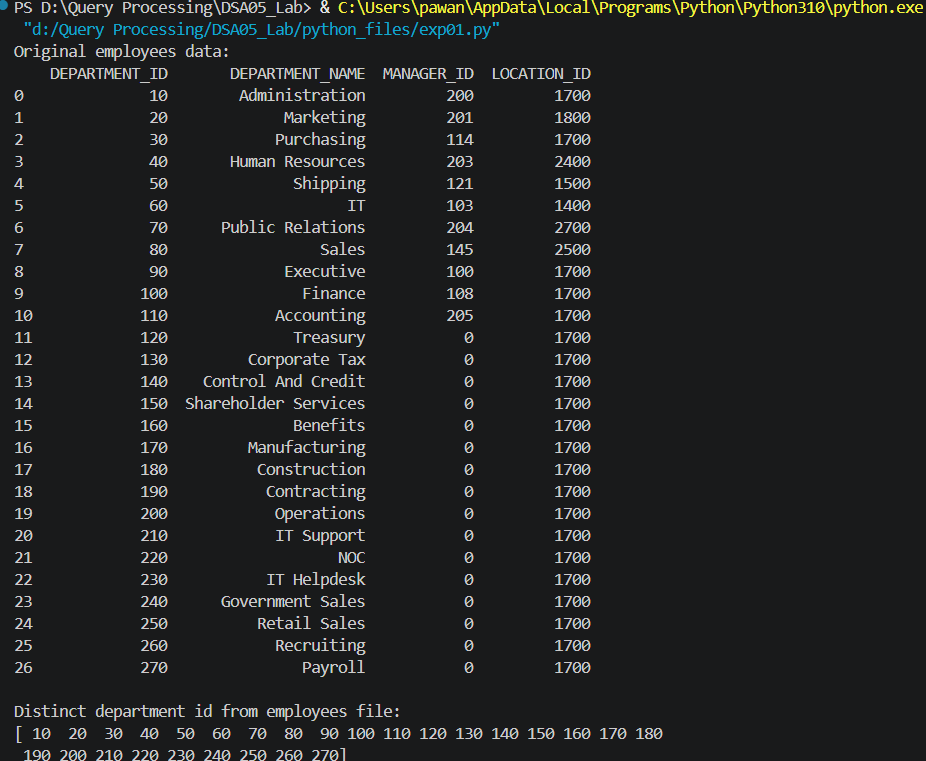 PS D:\Query Processing\DSA05_Lab> & C:\Users\pawan\AppData\Local\Programs\Python\Python310\python.exe
"d:/Query Processing/DSA05_Lab/python_files/exp01.py"
Original employees data:
    DEPARTMENT_ID       DEPARTMENT_NAME  MANAGER_ID  LOCATION_ID
0              10        Administration         200         1700
1              20             Marketing         201         1800
2              30            Purchasing         114         1700
3              40       Human Resources         203         2400
4              50              Shipping         121         1500
5              60                    IT         103         1400
6              70      Public Relations         204         2700
7              80                 Sales         145         2500
8              90             Executive         100         1700
9             100               Finance         108         1700
10            110            Accounting         205         1700
11            120              Treasury           0         1700
12            130         Corporate Tax           0         1700
13            140    Control And Credit           0         1700
14            150  Shareholder Services           0         1700
15            160              Benefits           0         1700
16            170         Manufacturing           0         1700
17            180          Construction           0         1700
18            190           Contracting           0         1700
19            200            Operations           0         1700
20            210            IT Support           0         1700
21            220                   NOC           0         1700
22            230           IT Helpdesk           0         1700
23            240      Government Sales           0         1700
24            250          Retail Sales           0         1700
25            260            Recruiting           0         1700
26            270               Payroll           0         1700
Distinct department id from employees file:
[ 10  20  30  40  50  60  70  80  90 100 110 120 130 140 150 160 170 180
 190 200 210 220 230 240 250 260 270]